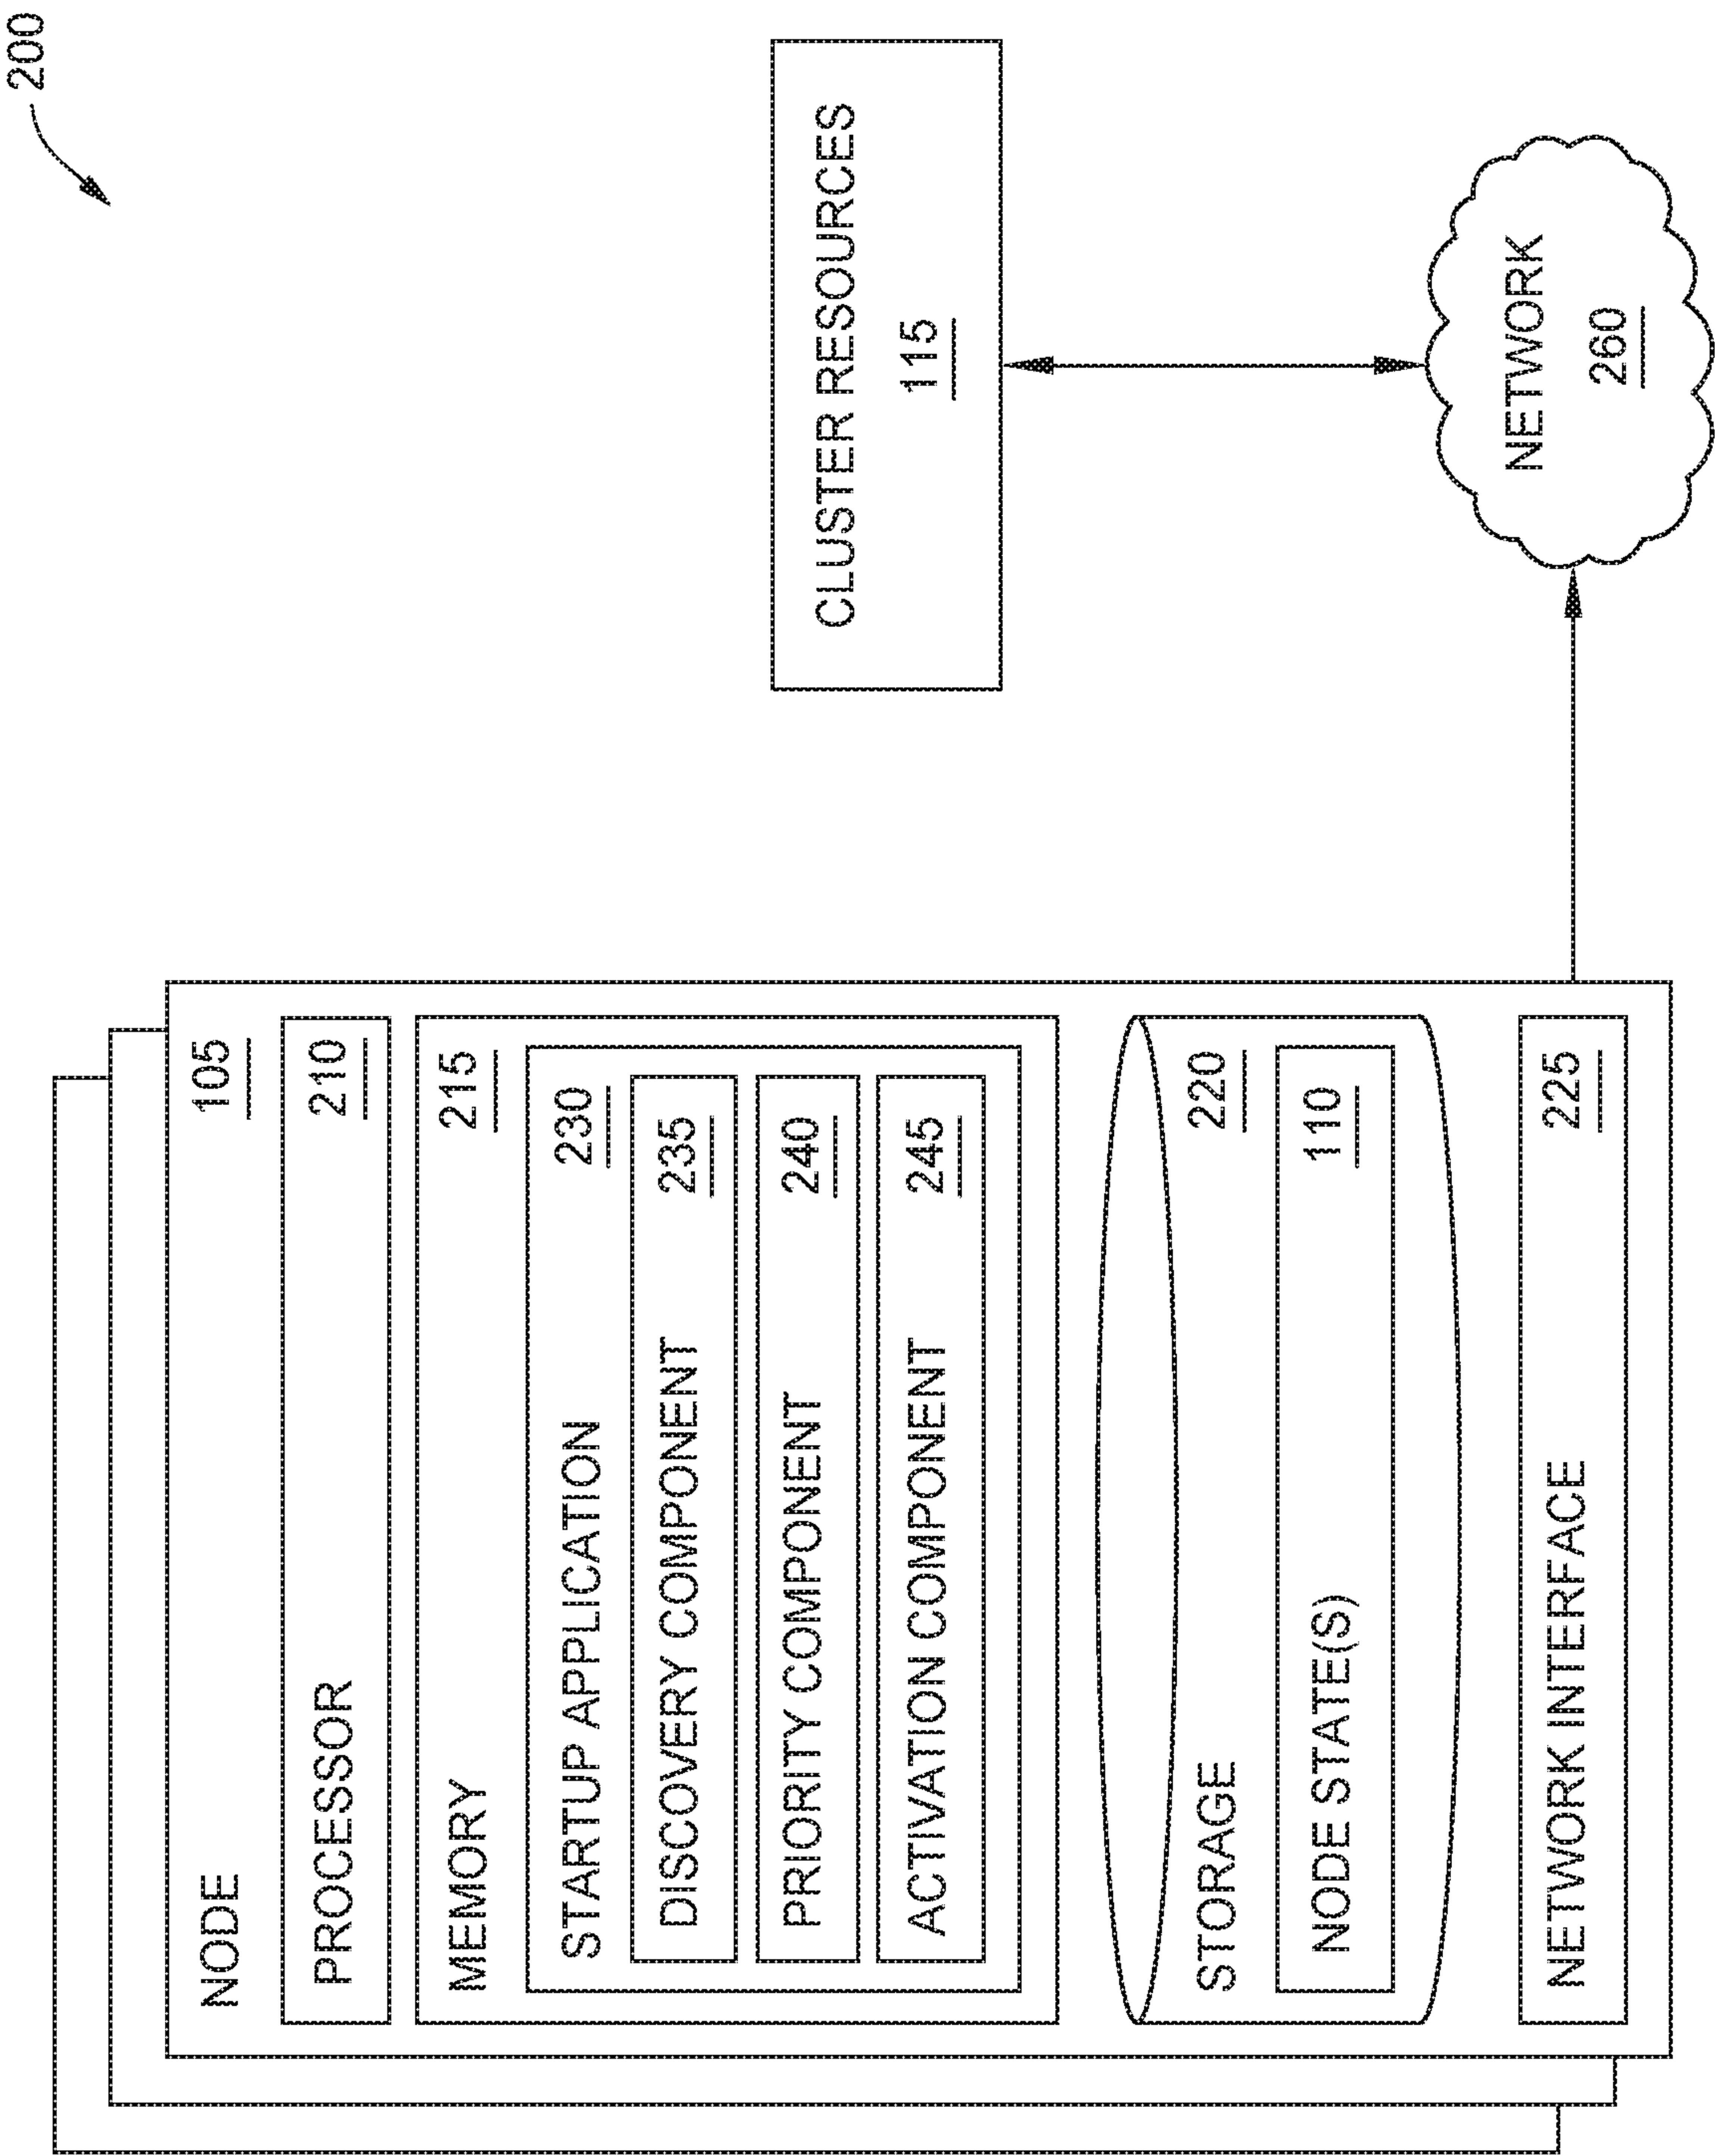 200
NODE 105
PROCESSOR 210
MEMORY 215
STARTUP APPLICATION 230
DISCOVERY COMPONENT 235
PRIORITY COMPONENT 240
ACTIVATION COMPONENT 245
STORAGE 220
NODE STATE(S) 110
NETWORK INTERFACE 225
CLUSTER RESOURCES
115
NETWORK
260